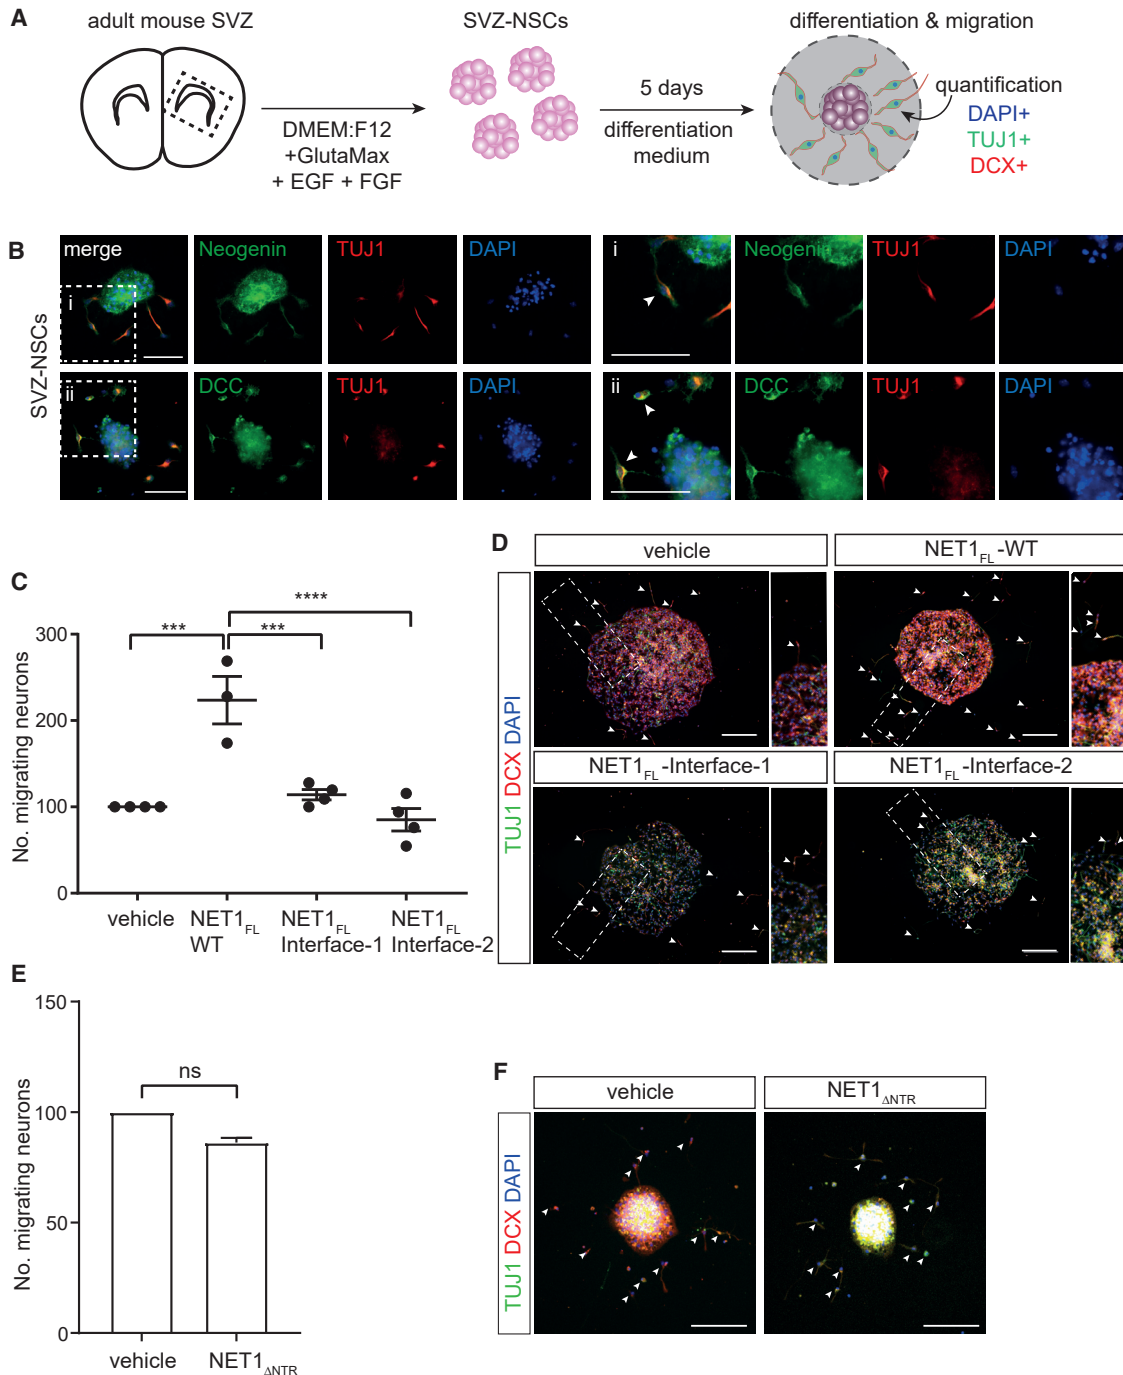 A
adult mouse SVZ
DMEM:F12
+GlutaMax
+ EGF + FGF
SVZ-NSCs
5 days
differentiation
medium
differentiation & migration
quantification
DAPI+
TUJ1+
DCX+
B
SVZ-NSCs
merge
i
Neogenin
TUJ1
DAPI
i
Neogenin
TUJ1
DAPI
ii
DCC
TUJ1
DAPI
ii
DCC
TUJ1
DAPI
C
No. migrating neurons
300
200
100
0
***
***
****
vehicle
NET1FL WT
NET1FL Interface-1
NET1FL Interface-2
D
TUJ1 DCX DAPI
vehicle
NET1FL-WT
NET1FL-Interface-1
NET1FL-Interface-2
E
No. migrating neurons
150
100
50
0
ns
vehicle
NET1ΔNTR
F
TUJ1 DCX DAPI
vehicle
NET1ΔNTR